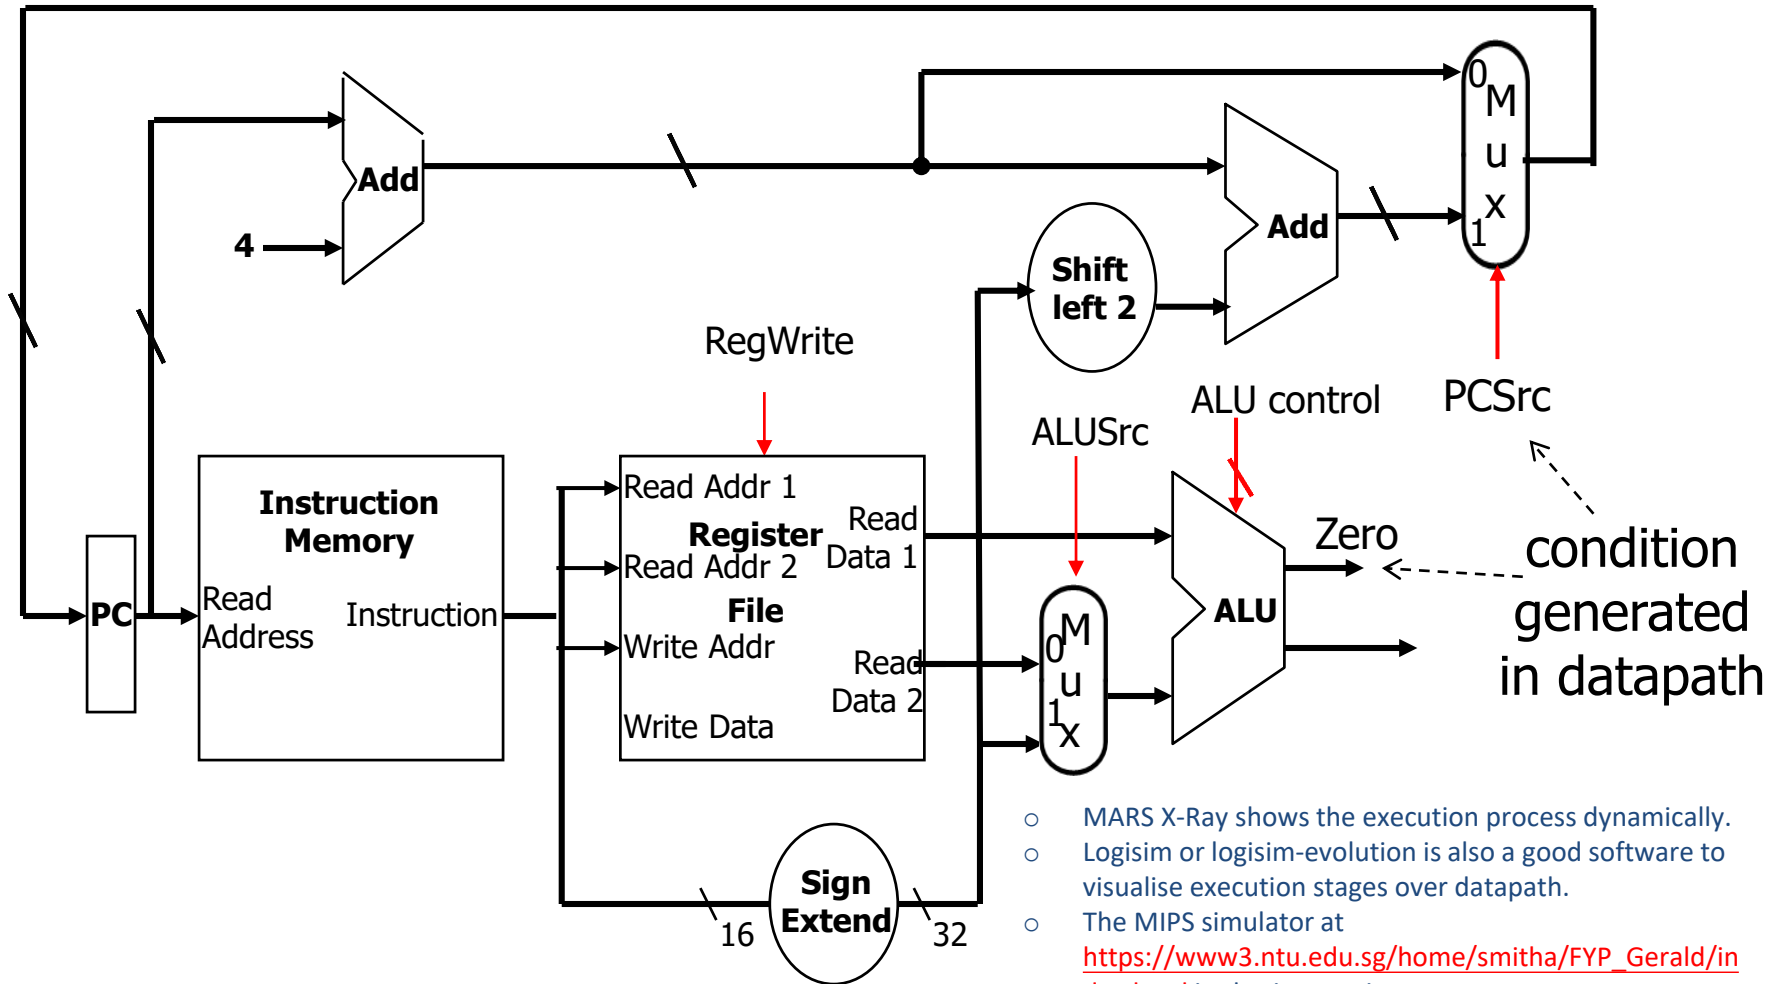 Add
4
0
M
u
x
1
Add
Shift
left 2
RegWrite
ALUSrc
ALU control
PCSrc
Instruction
Memory
PC
Read
Address
Instruction
Read Addr 1
Register
Read Addr 2
File
Write Addr
Write Data
Read
Data 1
Read
Data 2
0
M
u
1
x
ALU
Zero
condition
generated
in datapath
Sign
Extend
16
32
○ MARS X-Ray shows the execution process dynamically.
○ Logisim or logisim-evolution is also a good software to
visualise execution stages over datapath.
○ The MIPS simulator at
https://www3.ntu.edu.sg/home/smitha/FYP_Gerald/in